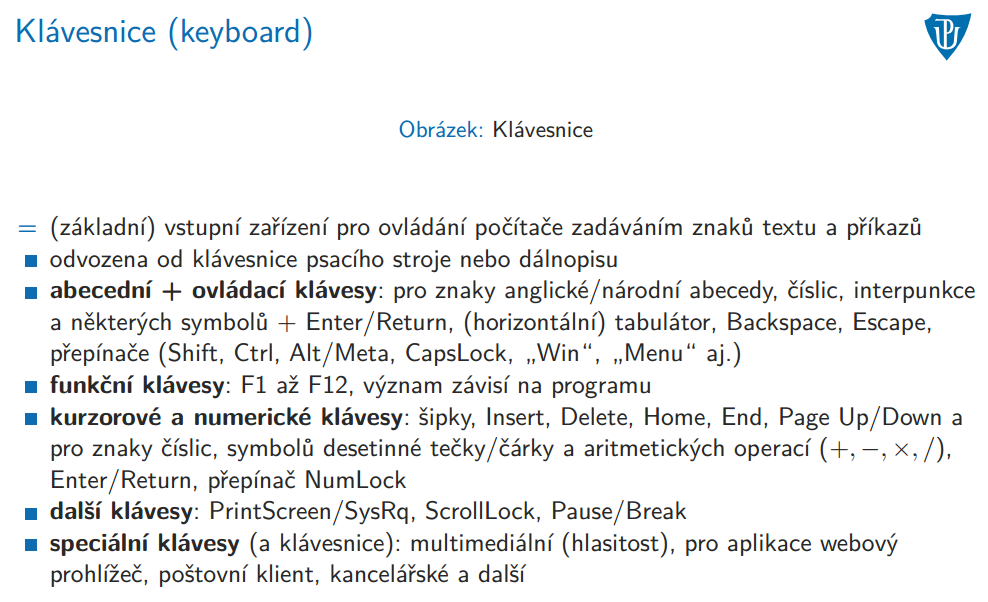 Klávesnice (keyboard)
Obrázek: Klávesnice
= (základní) vstupní zařízení pro ovládání počítače zadáváním znaků textu a příkazů
odvozena od klávesnice psacího stroje nebo dálnopisu
abecední + ovládací klávesy: pro znaky anglické/národní abecedy, číslic, interpunkce
a některých symbolů + Enter/Return, (horizontální) tabulátor, Backspace, Escape,
přepínače (Shift, Ctrl, Alt/Meta, CapsLock, „Win“, „Menu“ aj.)
funkční klávesy: F1 až F12, význam závisí na programu
kurzorové a numerické klávesy: šipky, Insert, Delete, Home, End, Page Up/Down a
pro znaky číslic, symbolů desetinné tečky/čárky a aritmetických operací (+, −, ×, /),
Enter/Return, přepínač NumLock
další klávesy: PrintScreen/SysRq, ScrollLock, Pause/Break
speciální klávesy (a klávesnice): multimediální (hlasitost), pro aplikace webový
prohlížeč, poštovní klient, kancelářské a další